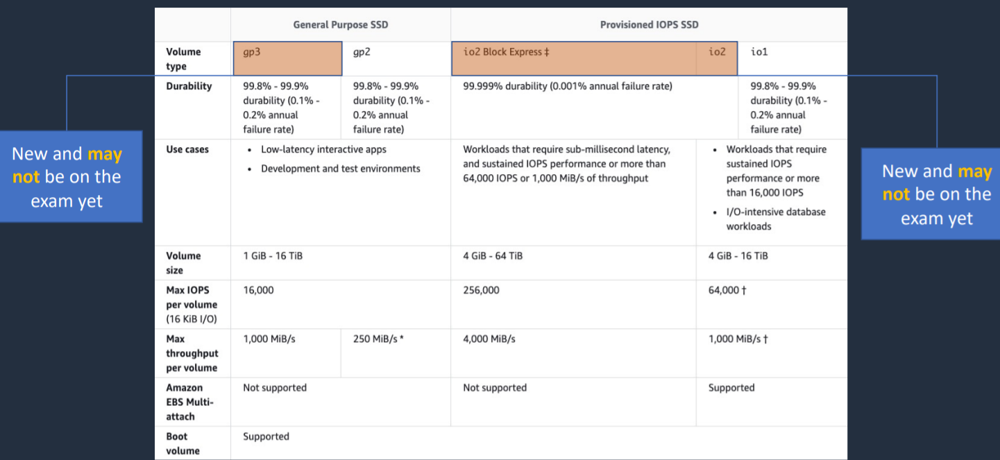 General Purpose SSD
Provisioned IOPS SSD
Volume
type
gp3
gp2
io2 Block Express ‡
io2
io1
Durability
99.8% - 99.9%
durability (0.1% -
0.2% annual
failure rate)
99.8% - 99.9%
durability (0.1% -
0.2% annual
failure rate)
99.999% durability (0.001% annual failure rate)
99.8% - 99.9%
durability (0.1% -
0.2% annual
failure rate)
Use cases
• Low-latency interactive apps
• Development and test environments
Workloads that require sub-millisecond latency,
and sustained IOPS performance or more than
64,000 IOPS or 1,000 MiB/s of throughput
• Workloads that require
sustained IOPS
performance or more
than 16,000 IOPS
• I/O-intensive database
workloads
Volume
size
1 GiB - 16 TiB
4 GiB - 64 TiB
4 GiB - 16 TiB
Max IOPS
per volume
(16 KiB I/O)
16,000
256,000
64,000 †
Max
throughput
per volume
1,000 MiB/s
250 MiB/s *
4,000 MiB/s
1,000 MiB/s †
Amazon
EBS Multi-
attach
Not supported
Not supported
Supported
Boot
volume
Supported
New and may
not be on the
exam yet
New and may
not be on the
exam yet